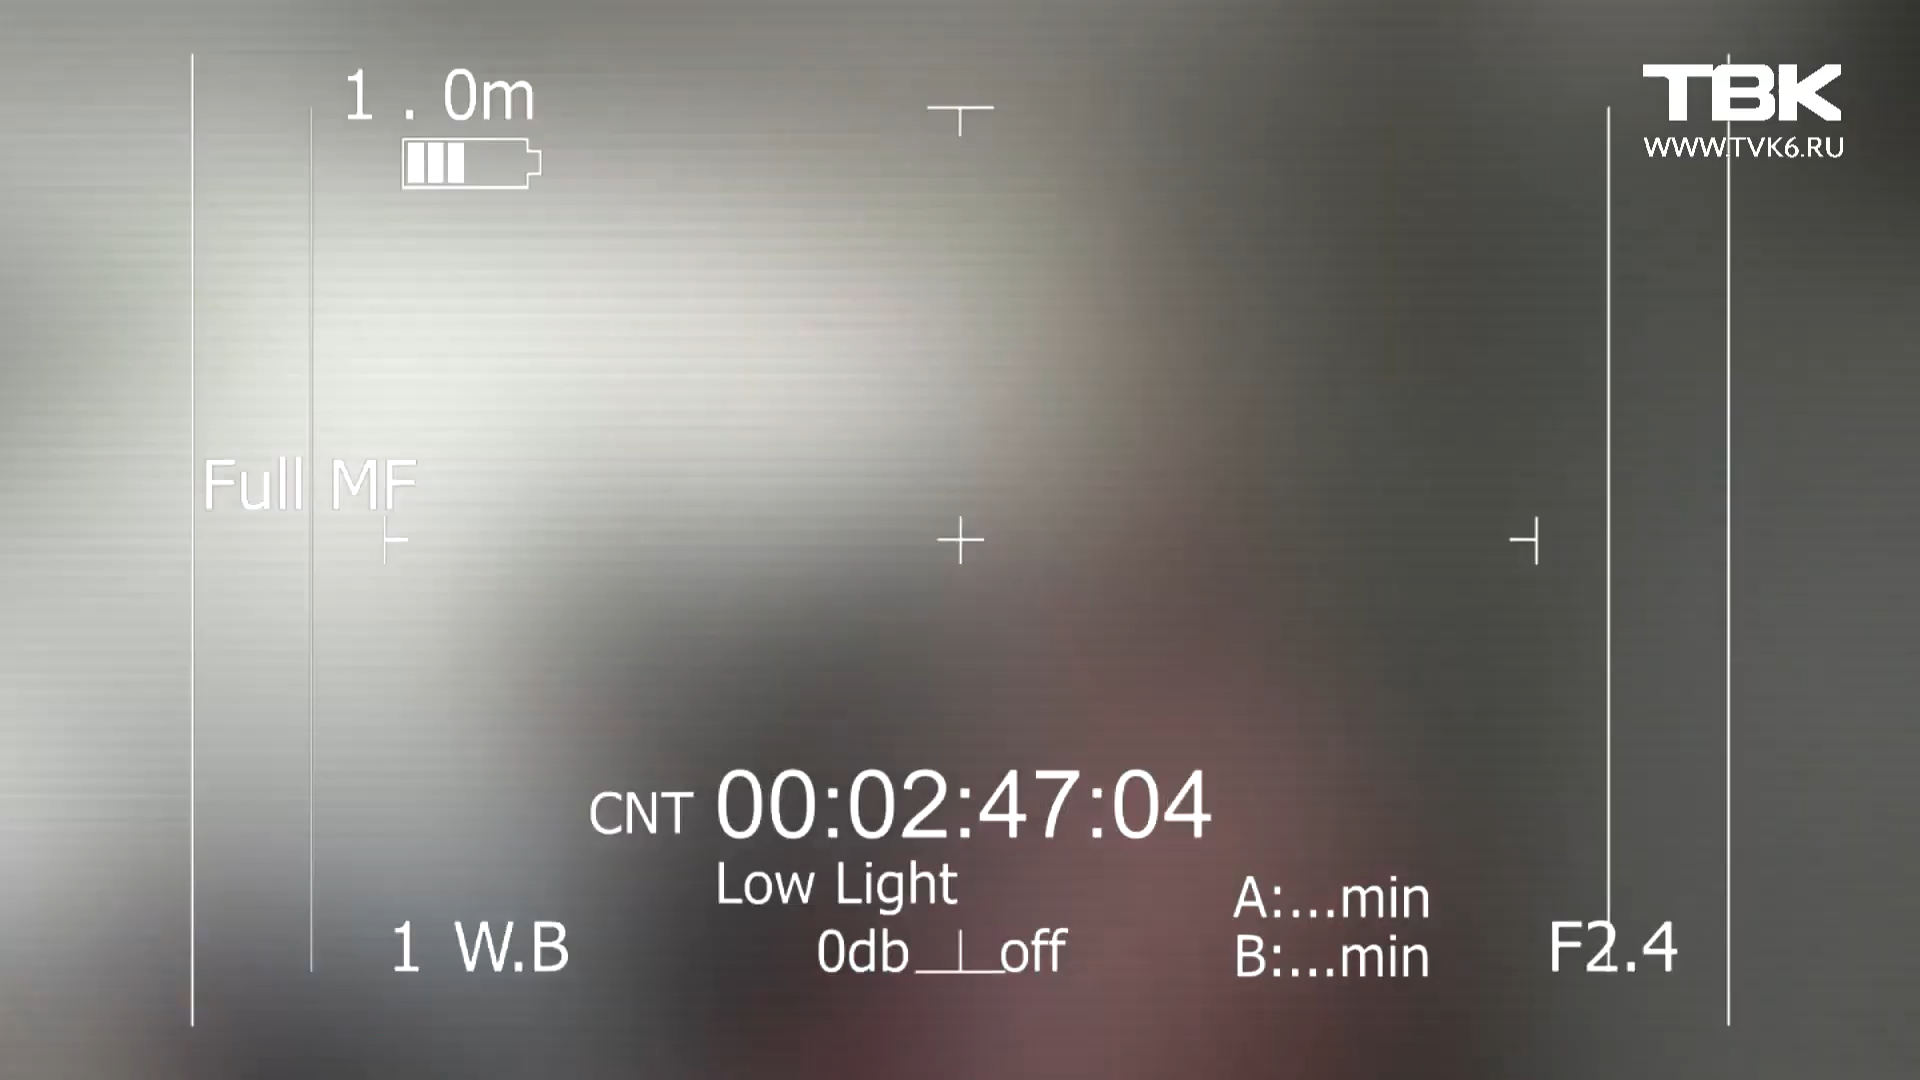 1 . 0m
ТВК
WWW.TVK6.RU
Full MF
CNT 00:02:47:04
Low Light
A:...min
1 W.B
0db off
B:...min
F2.4